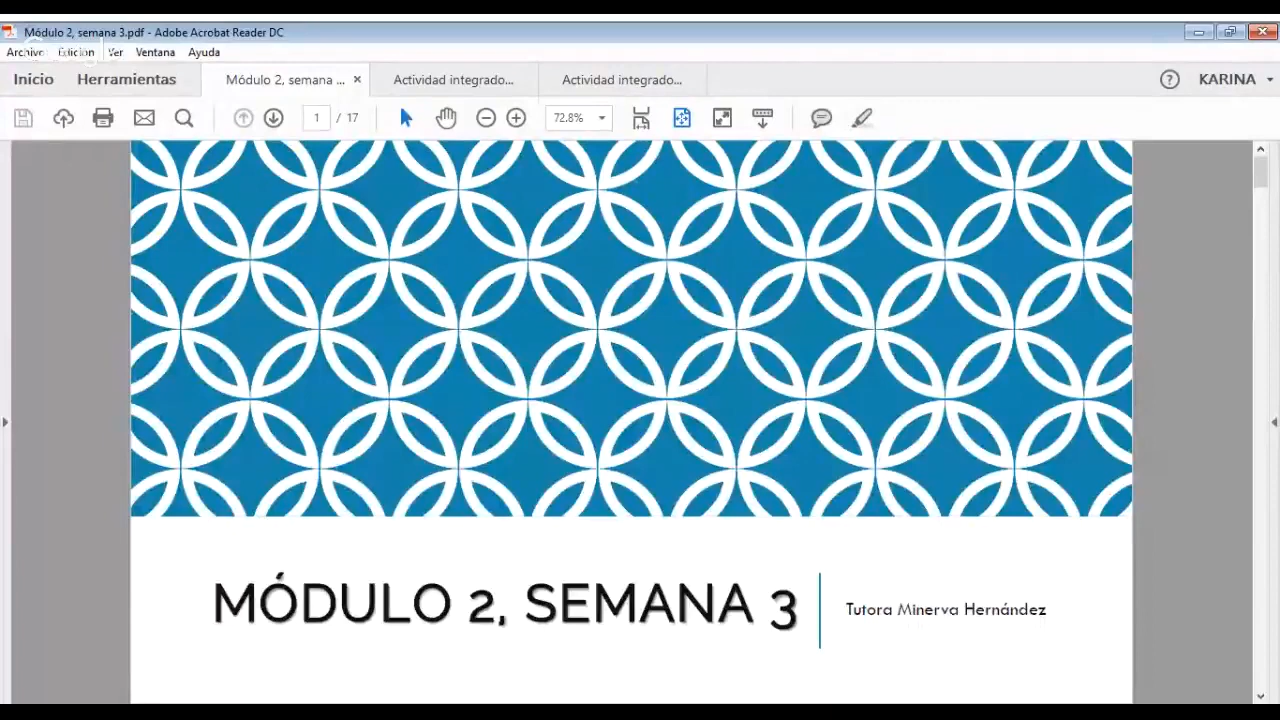 Módulo 2, semana 3.pdf - Adobe Acrobat Reader DC
Archivo Edición Ver Ventana Ayuda
Inicio Herramientas Módulo 2, semana ... × Actividad integrado... Actividad integrado... ? KARINA
1 / 17 72.8%
MÓDULO 2, SEMANA 3
Tutora Minerva Hernández